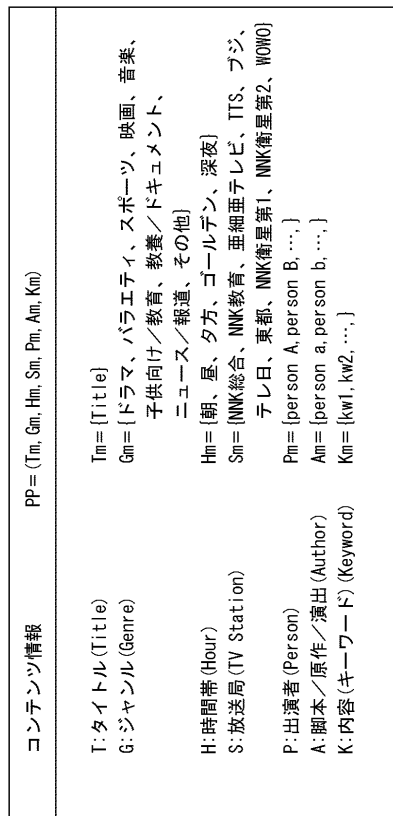 コンテンツ情報 PP=(Tm, Gm, Hm, Sm, Pm, Am, Km)
T:タイトル(Title) Tm={Title}
G:ジャンル(Genre) Gm={ドラマ、バラエティ、スポーツ、映画、音楽、
子供向け/教育、教養/ドキュメント、
ニュース/報道、その他}
H:時間帯(Hour) Hm={朝、昼、夕方、ゴールデン、深夜}
S:放送局(TV Station) Sm={NNK総合、NNK教育、亜細亜テレビ、TTS、ブジ、
テレ日、東都、NNK衛星第1、NNK衛星第2、WOWO}
P:出演者(Person) Pm={person A, person B, …, }
A:脚本/原作/演出(Author) Am={person a, person b, …, }
K:内容(キーワード)(Keyword) Km={kw1, kw2, …, }